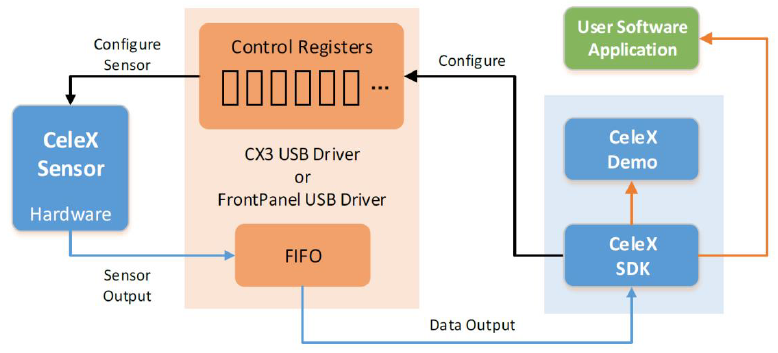 Configure
Sensor
Control Registers
...
Configure
User Software
Application
CeleX
Sensor
Hardware
CX3 USB Driver
or
FrontPanel USB Driver
CeleX
Demo
FIFO
CeleX
SDK
Sensor
Output
Data Output